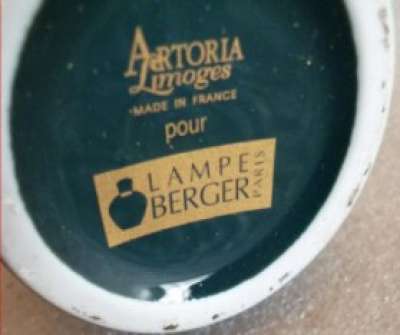 ARTORIA
Limoges
-MADE IN FRANCE
pour
LAMPE
BERGER
PARIS